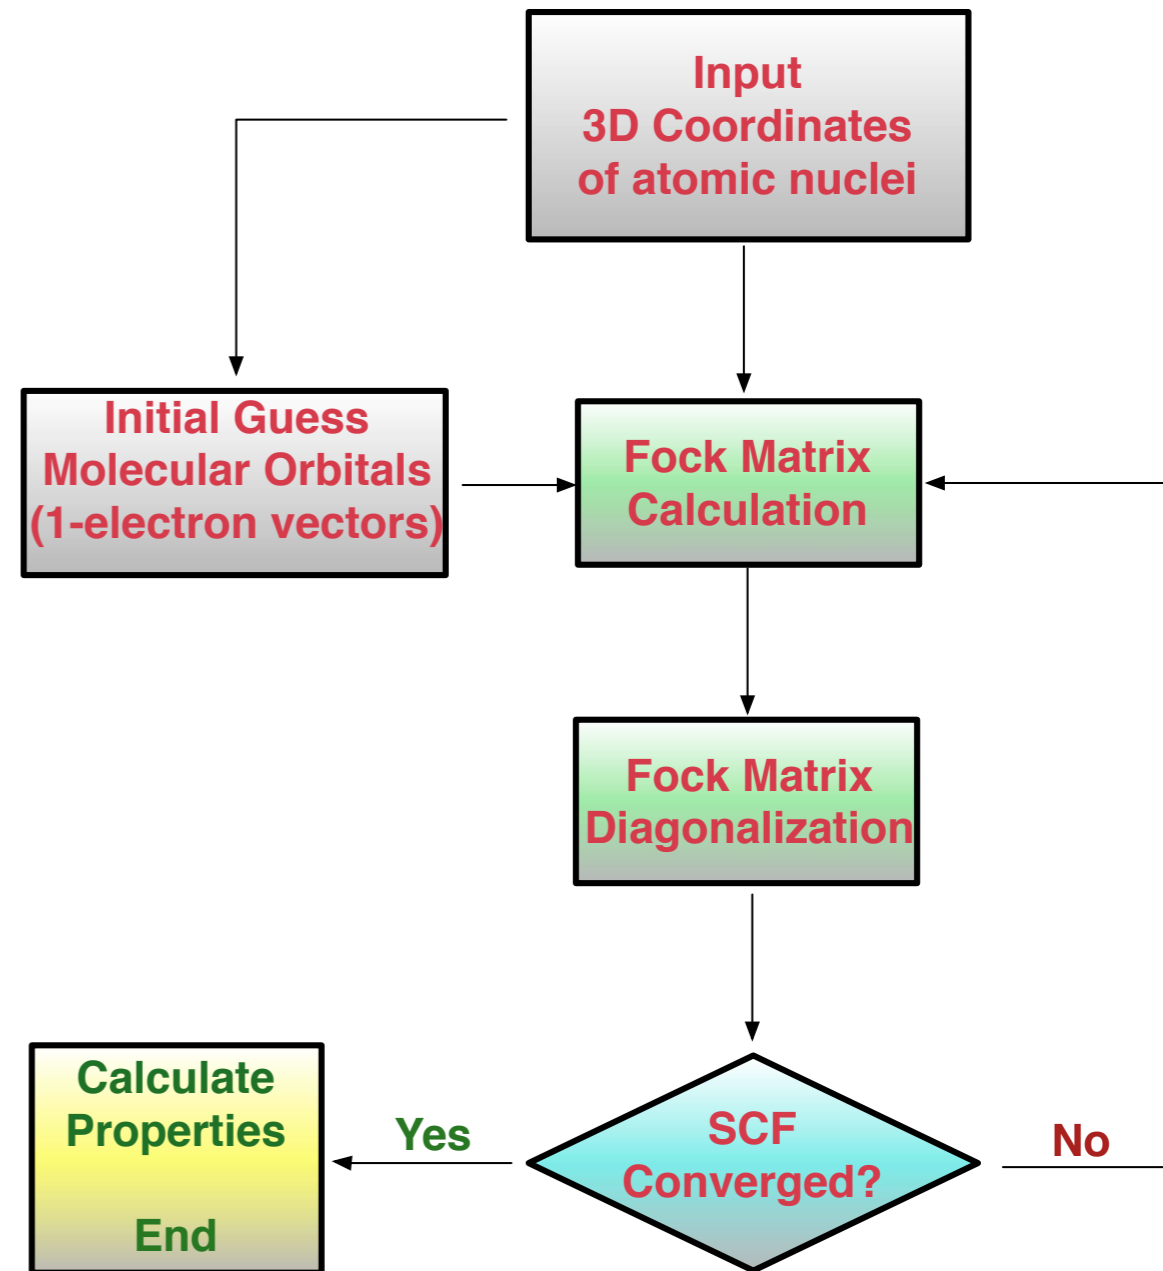 Input
3D Coordinates
of atomic nuclei
Initial Guess
Molecular Orbitals
(1-electron vectors)
Fock Matrix
Calculation
Fock Matrix
Diagonalization
SCF
Converged?
Yes
No
Calculate
Properties
End